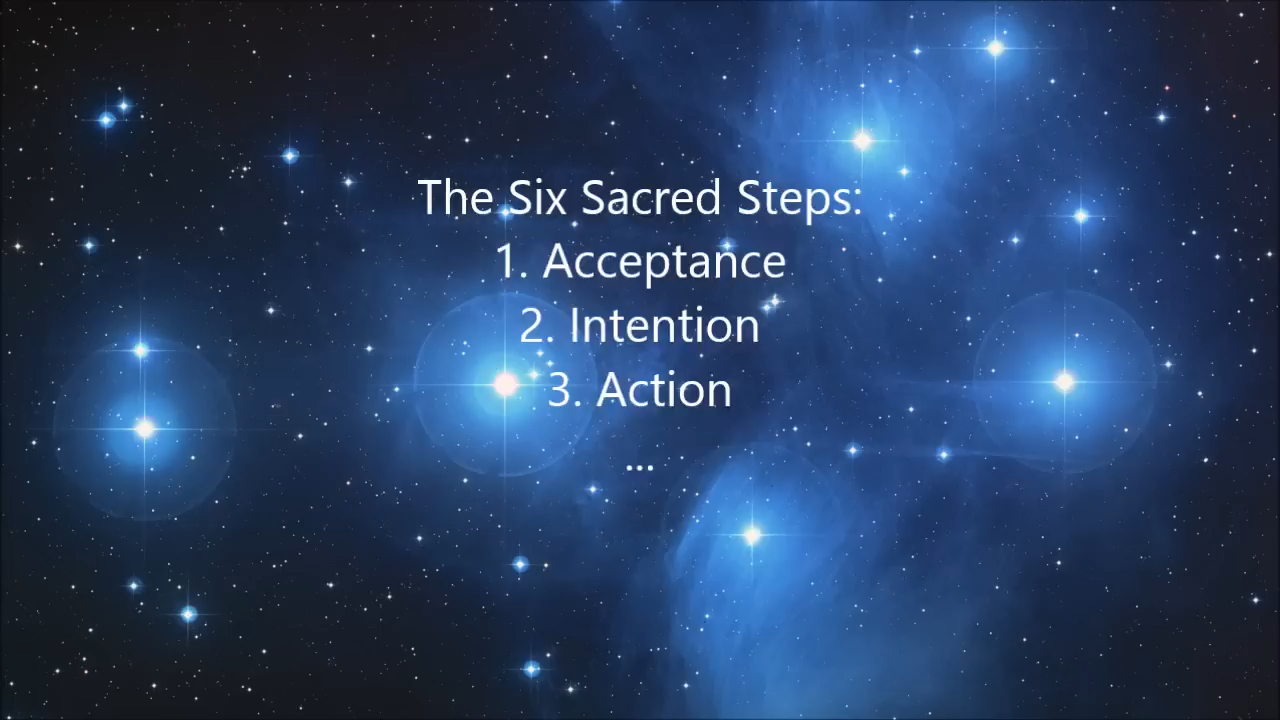 The Six Sacred Steps:
1. Acceptance
2. Intention
3. Action
...